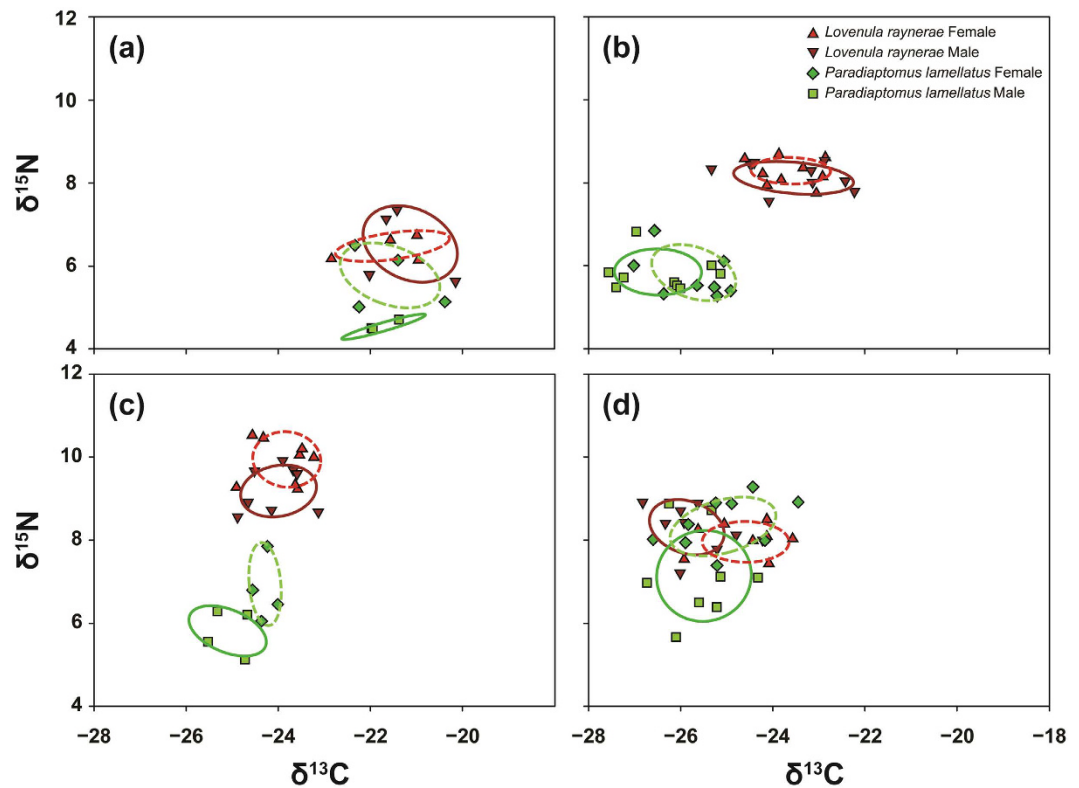 12
10
8
6
4
δ¹⁵N
(a)
(b)
Lovenula raynerae Female
Lovenula raynerae Male
Paradiaptomus lamellatus Female
Paradiaptomus lamellatus Male
12
10
8
6
4
δ¹⁵N
(c)
(d)
−28 −26 −24 −22 −20 −28 −26 −24 −22 −20 −18
δ¹³C δ¹³C